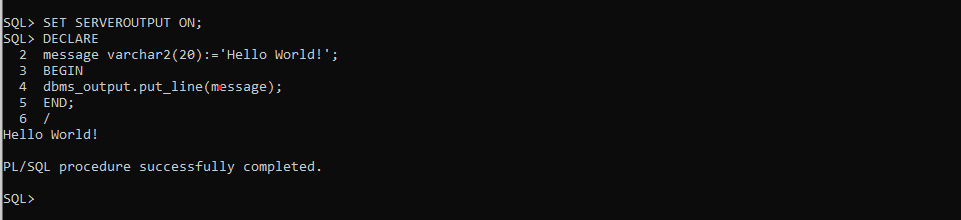 SQL> SET SERVEROUTPUT ON;
SQL> DECLARE
  2  message varchar2(20):='Hello World!';
  3  BEGIN
  4  dbms_output.put_line(message);
  5  END;
  6  /
Hello World!
PL/SQL procedure successfully completed.
SQL>